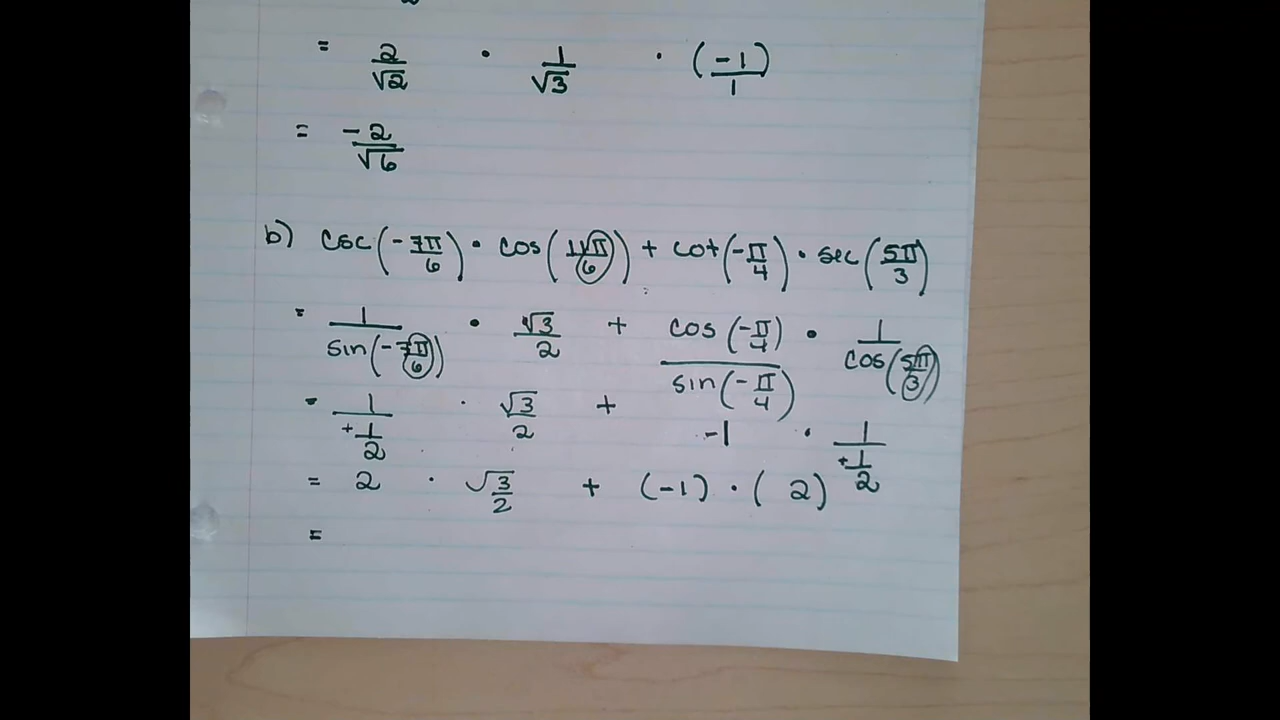 = 2/√2 · 1/√3 · (-1)/1
= -2/√6
b) csc(-7π/6) · cos(11π/6) + cot(-π/4) · sec(5π/3)
= 1/sin(-7π/6) · √3/2 + cos(-π/4)/sin(-π/4) · 1/cos(5π/3)
= 1/+1/2 · √3/2 + -1 · 1/+1/2
= 2 · √3/2 + (-1) · (2)
=